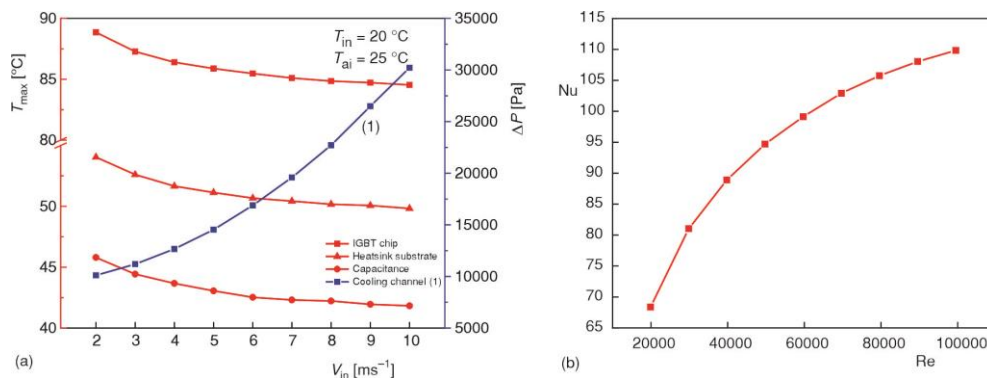 90
85
80
50
45
40
T_max [°C]
T_in = 20 °C
T_ai = 25 °C
(1)
IGBT chip
Heatsink substrate
Capacitance
Cooling channel (1)
35000
30000
25000
20000
15000
10000
5000
ΔP [Pa]
2 3 4 5 6 7 8 9 10
V_in [ms⁻¹]
(a)
Nu
110
105
100
95
90
85
80
75
70
65
20000 40000 60000 80000 100000
Re
(b)